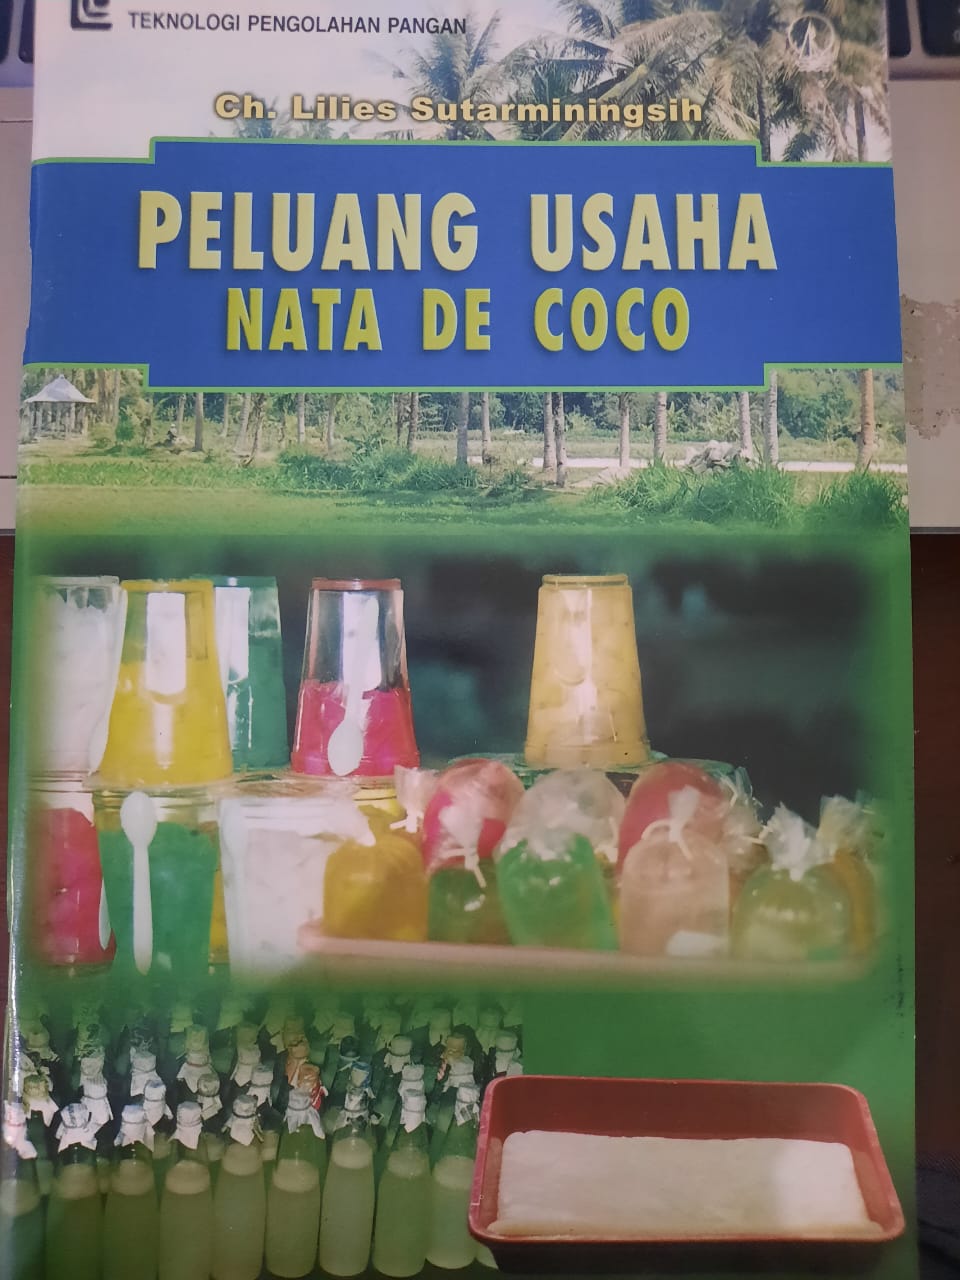 TEKNOLOGI PENGOLAHAN PANGAN
Ch. Lilies Sutarminingsih
PELUANG USAHA
NATA DE COCO